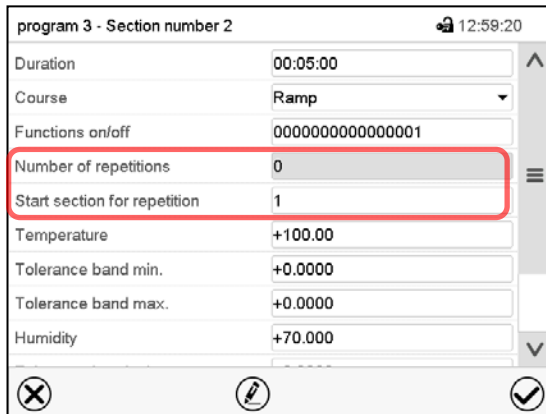 program 3 - Section number 2 12:59:20
Duration 00:05:00
Course Ramp
Functions on/off 0000000000000001
Number of repetitions 0
Start section for repetition 1
Temperature +100.00
Tolerance band min. +0.0000
Tolerance band max. +0.0000
Humidity +70.000